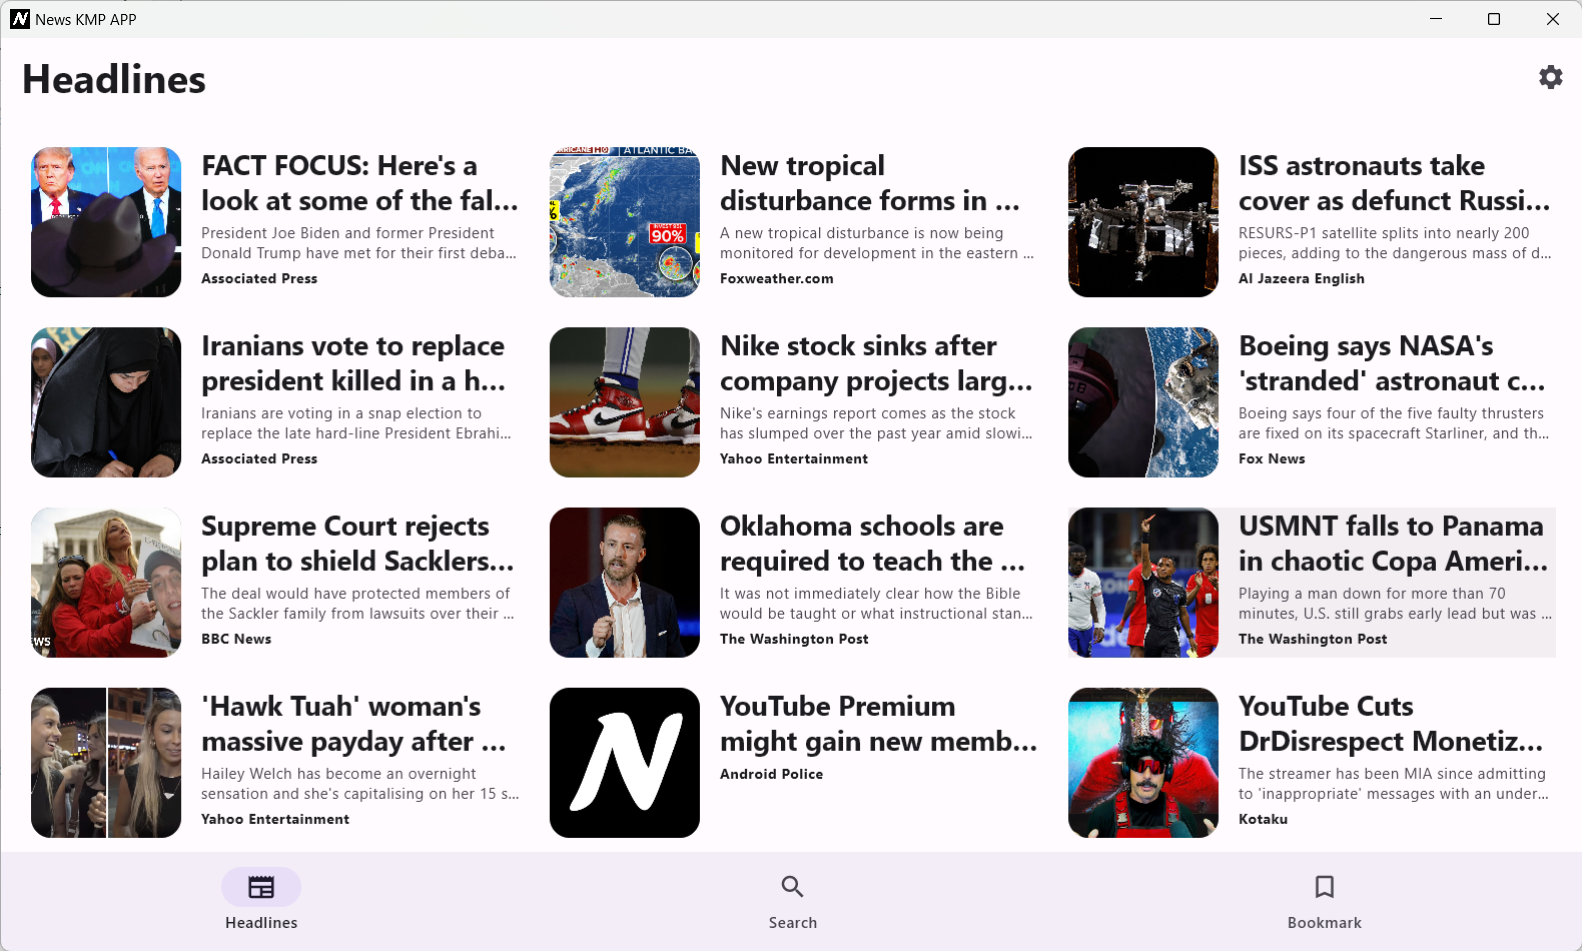 News KMP APP
Headlines
FACT FOCUS: Here's a
look at some of the fal...
President Joe Biden and former President
Donald Trump have met for their first deba...
Associated Press
HURRICANE HQ
ATLANTIC BA
INVEST 95L
90%
New tropical
disturbance forms in ...
A new tropical disturbance is now being
monitored for development in the eastern ...
Foxweather.com
ISS astronauts take
cover as defunct Russi...
RESURS-P1 satellite splits into nearly 200
pieces, adding to the dangerous mass of d...
Al Jazeera English
Iranians vote to replace
president killed in a h...
Iranians are voting in a snap election to
replace the late hard-line President Ebrahi...
Associated Press
Nike stock sinks after
company projects larg...
Nike's earnings report comes as the stock
has slumped over the past year amid slowi...
Yahoo Entertainment
Boeing says NASA's
'stranded' astronaut c...
Boeing says four of the five faulty thrusters
are fixed on its spacecraft Starliner, and th...
Fox News
WS
Supreme Court rejects
plan to shield Sacklers...
The deal would have protected members of
the Sackler family from lawsuits over their ...
BBC News
Oklahoma schools are
required to teach the ...
It was not immediately clear how the Bible
would be taught or what instructional stan...
The Washington Post
USMNT falls to Panama
in chaotic Copa Ameri...
Playing a man down for more than 70
minutes, U.S. still grabs early lead but was ...
The Washington Post
'Hawk Tuah' woman's
massive payday after ...
Hailey Welch has become an overnight
sensation and she's capitalising on her 15 s...
Yahoo Entertainment
N
YouTube Premium
might gain new memb...
Android Police
YouTube Cuts
DrDisrespect Monetiz...
The streamer has been MIA since admitting
to 'inappropriate' messages with an under...
Kotaku
Headlines
Search
Bookmark